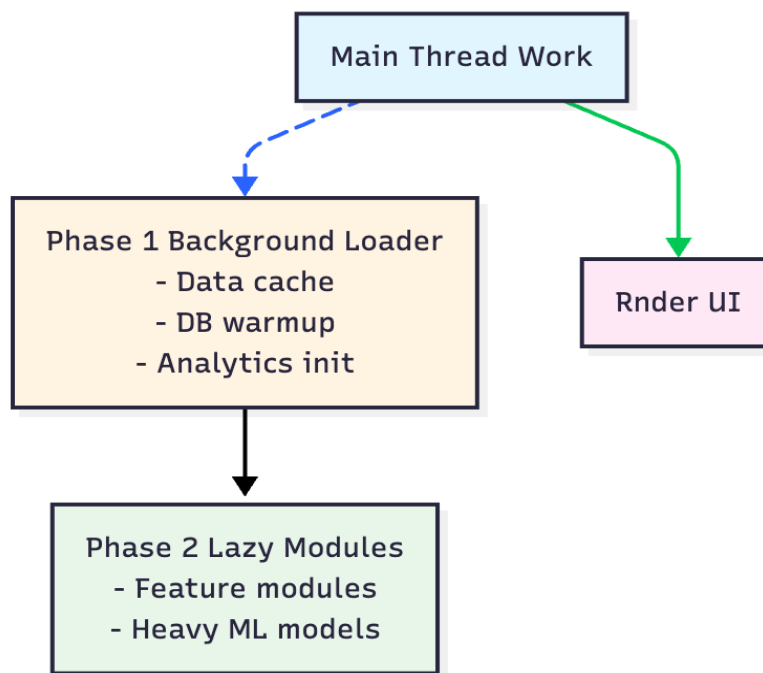 Main Thread Work
Phase 1 Background Loader
- Data cache
- DB warmup
- Analytics init
Rnder UI
Phase 2 Lazy Modules
- Feature modules
- Heavy ML models